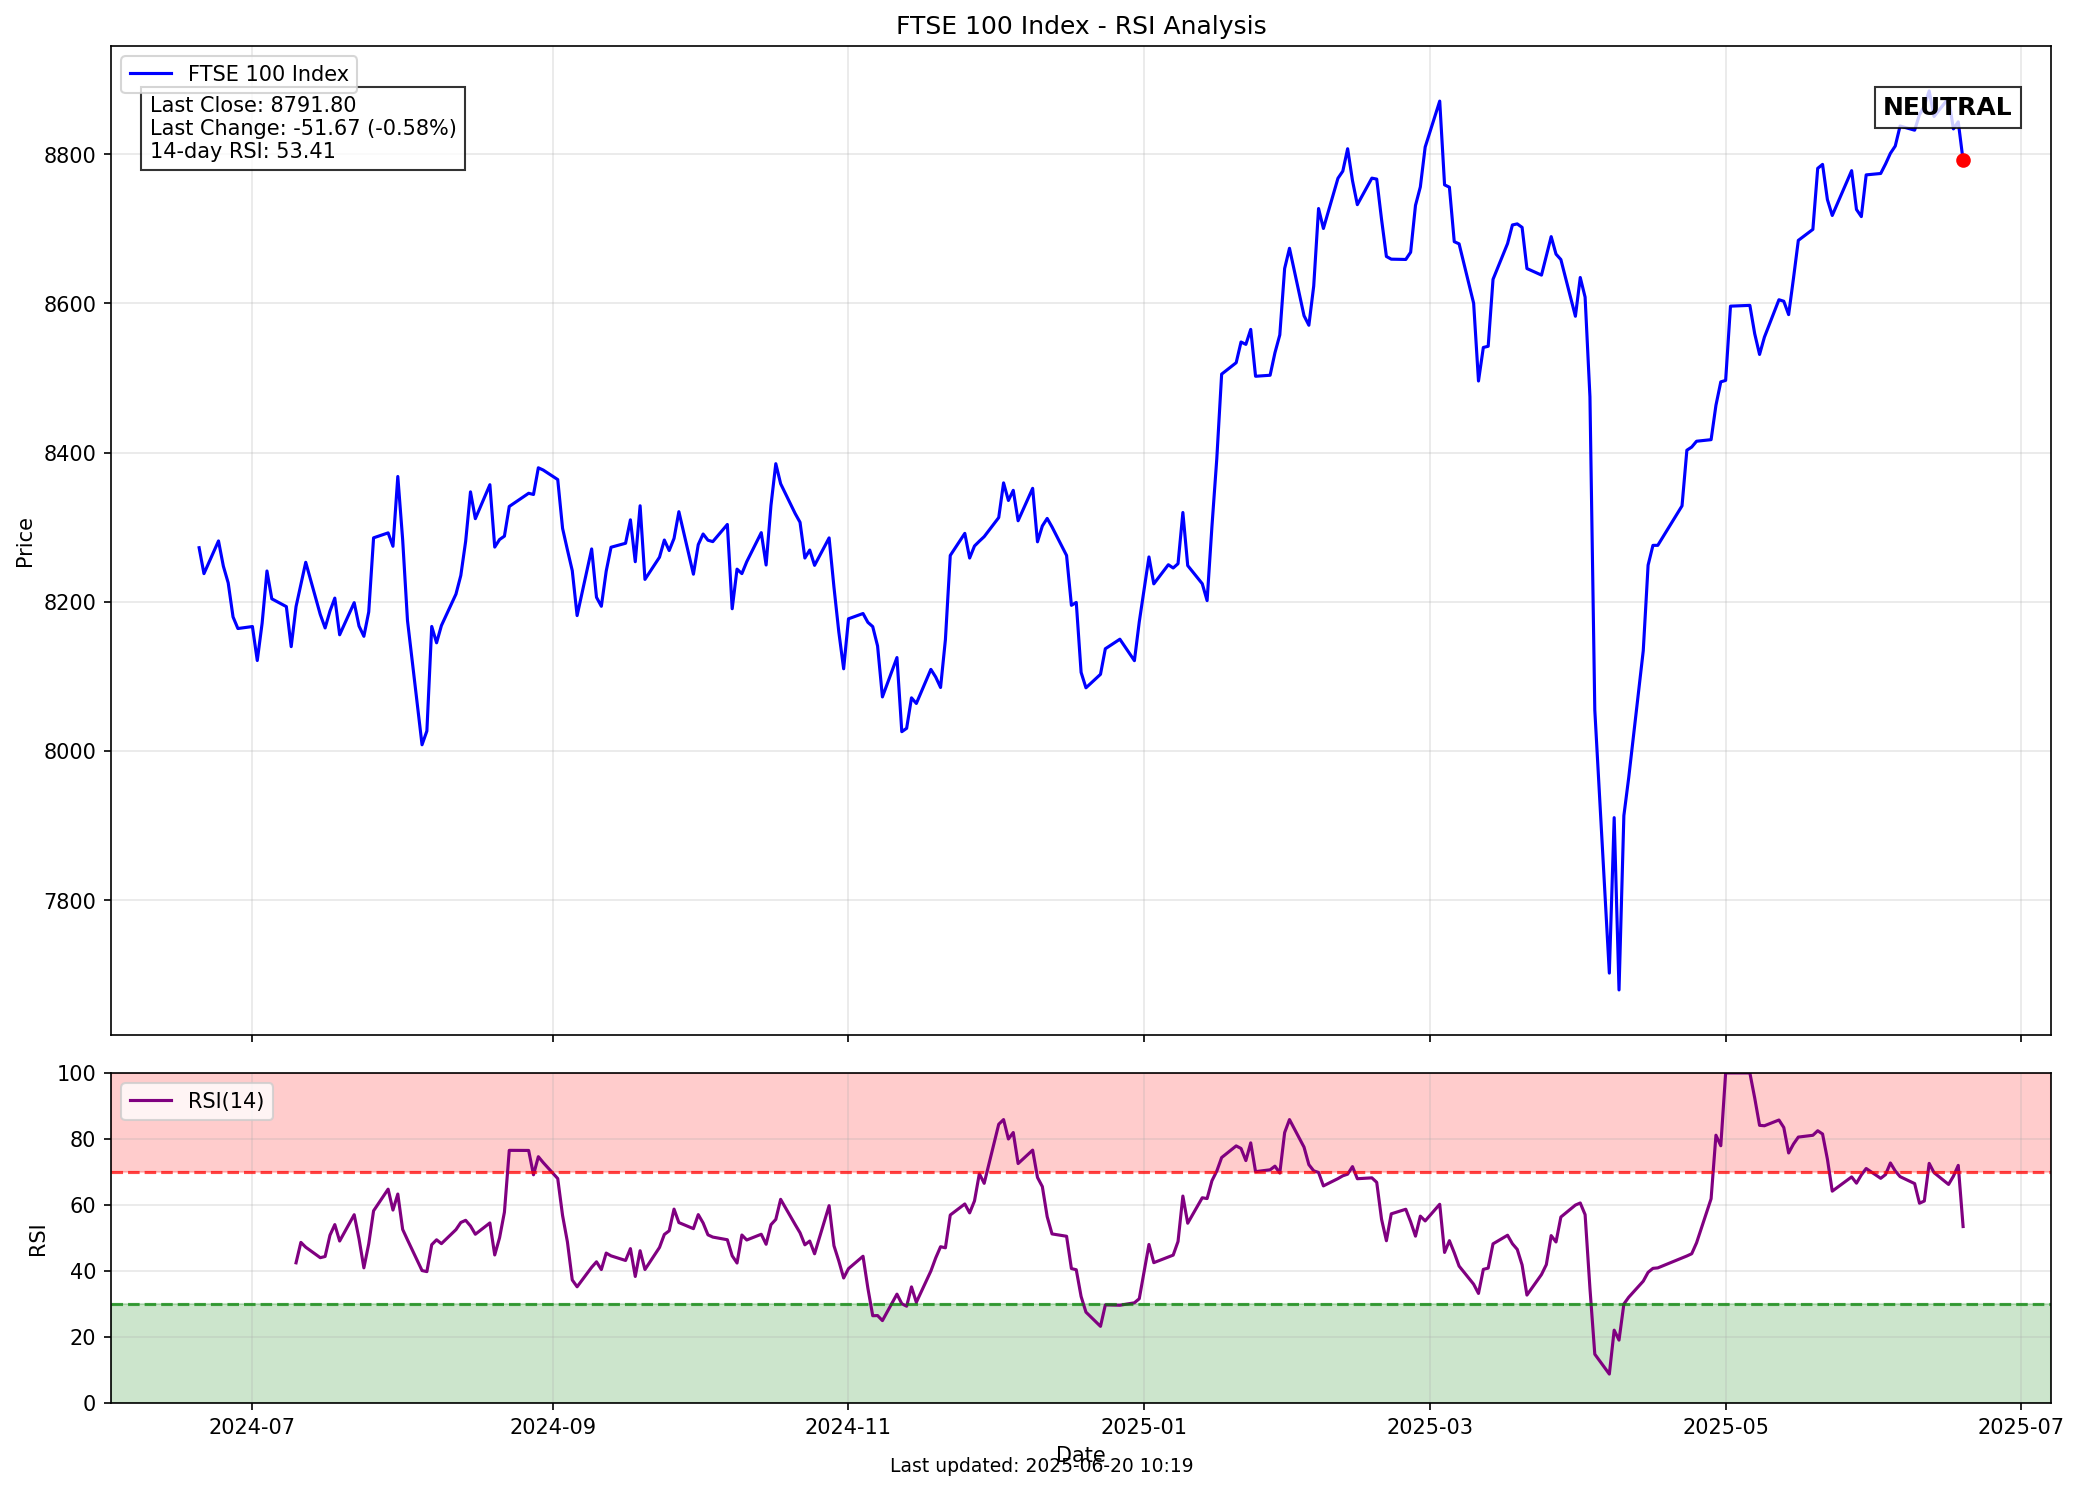 FTSE 100 Index - RSI Analysis
FTSE 100 Index
Last Close: 8791.80
Last Change: -51.67 (-0.58%)
14-day RSI: 53.41
NEUTRAL
Price
8800
8600
8400
8200
8000
7800
RSI(14)
RSI
100
80
60
40
20
0
2024-07
2024-09
2024-11
2025-01
2025-03
2025-05
2025-07
Date
Last updated: 2025-06-20 10:19